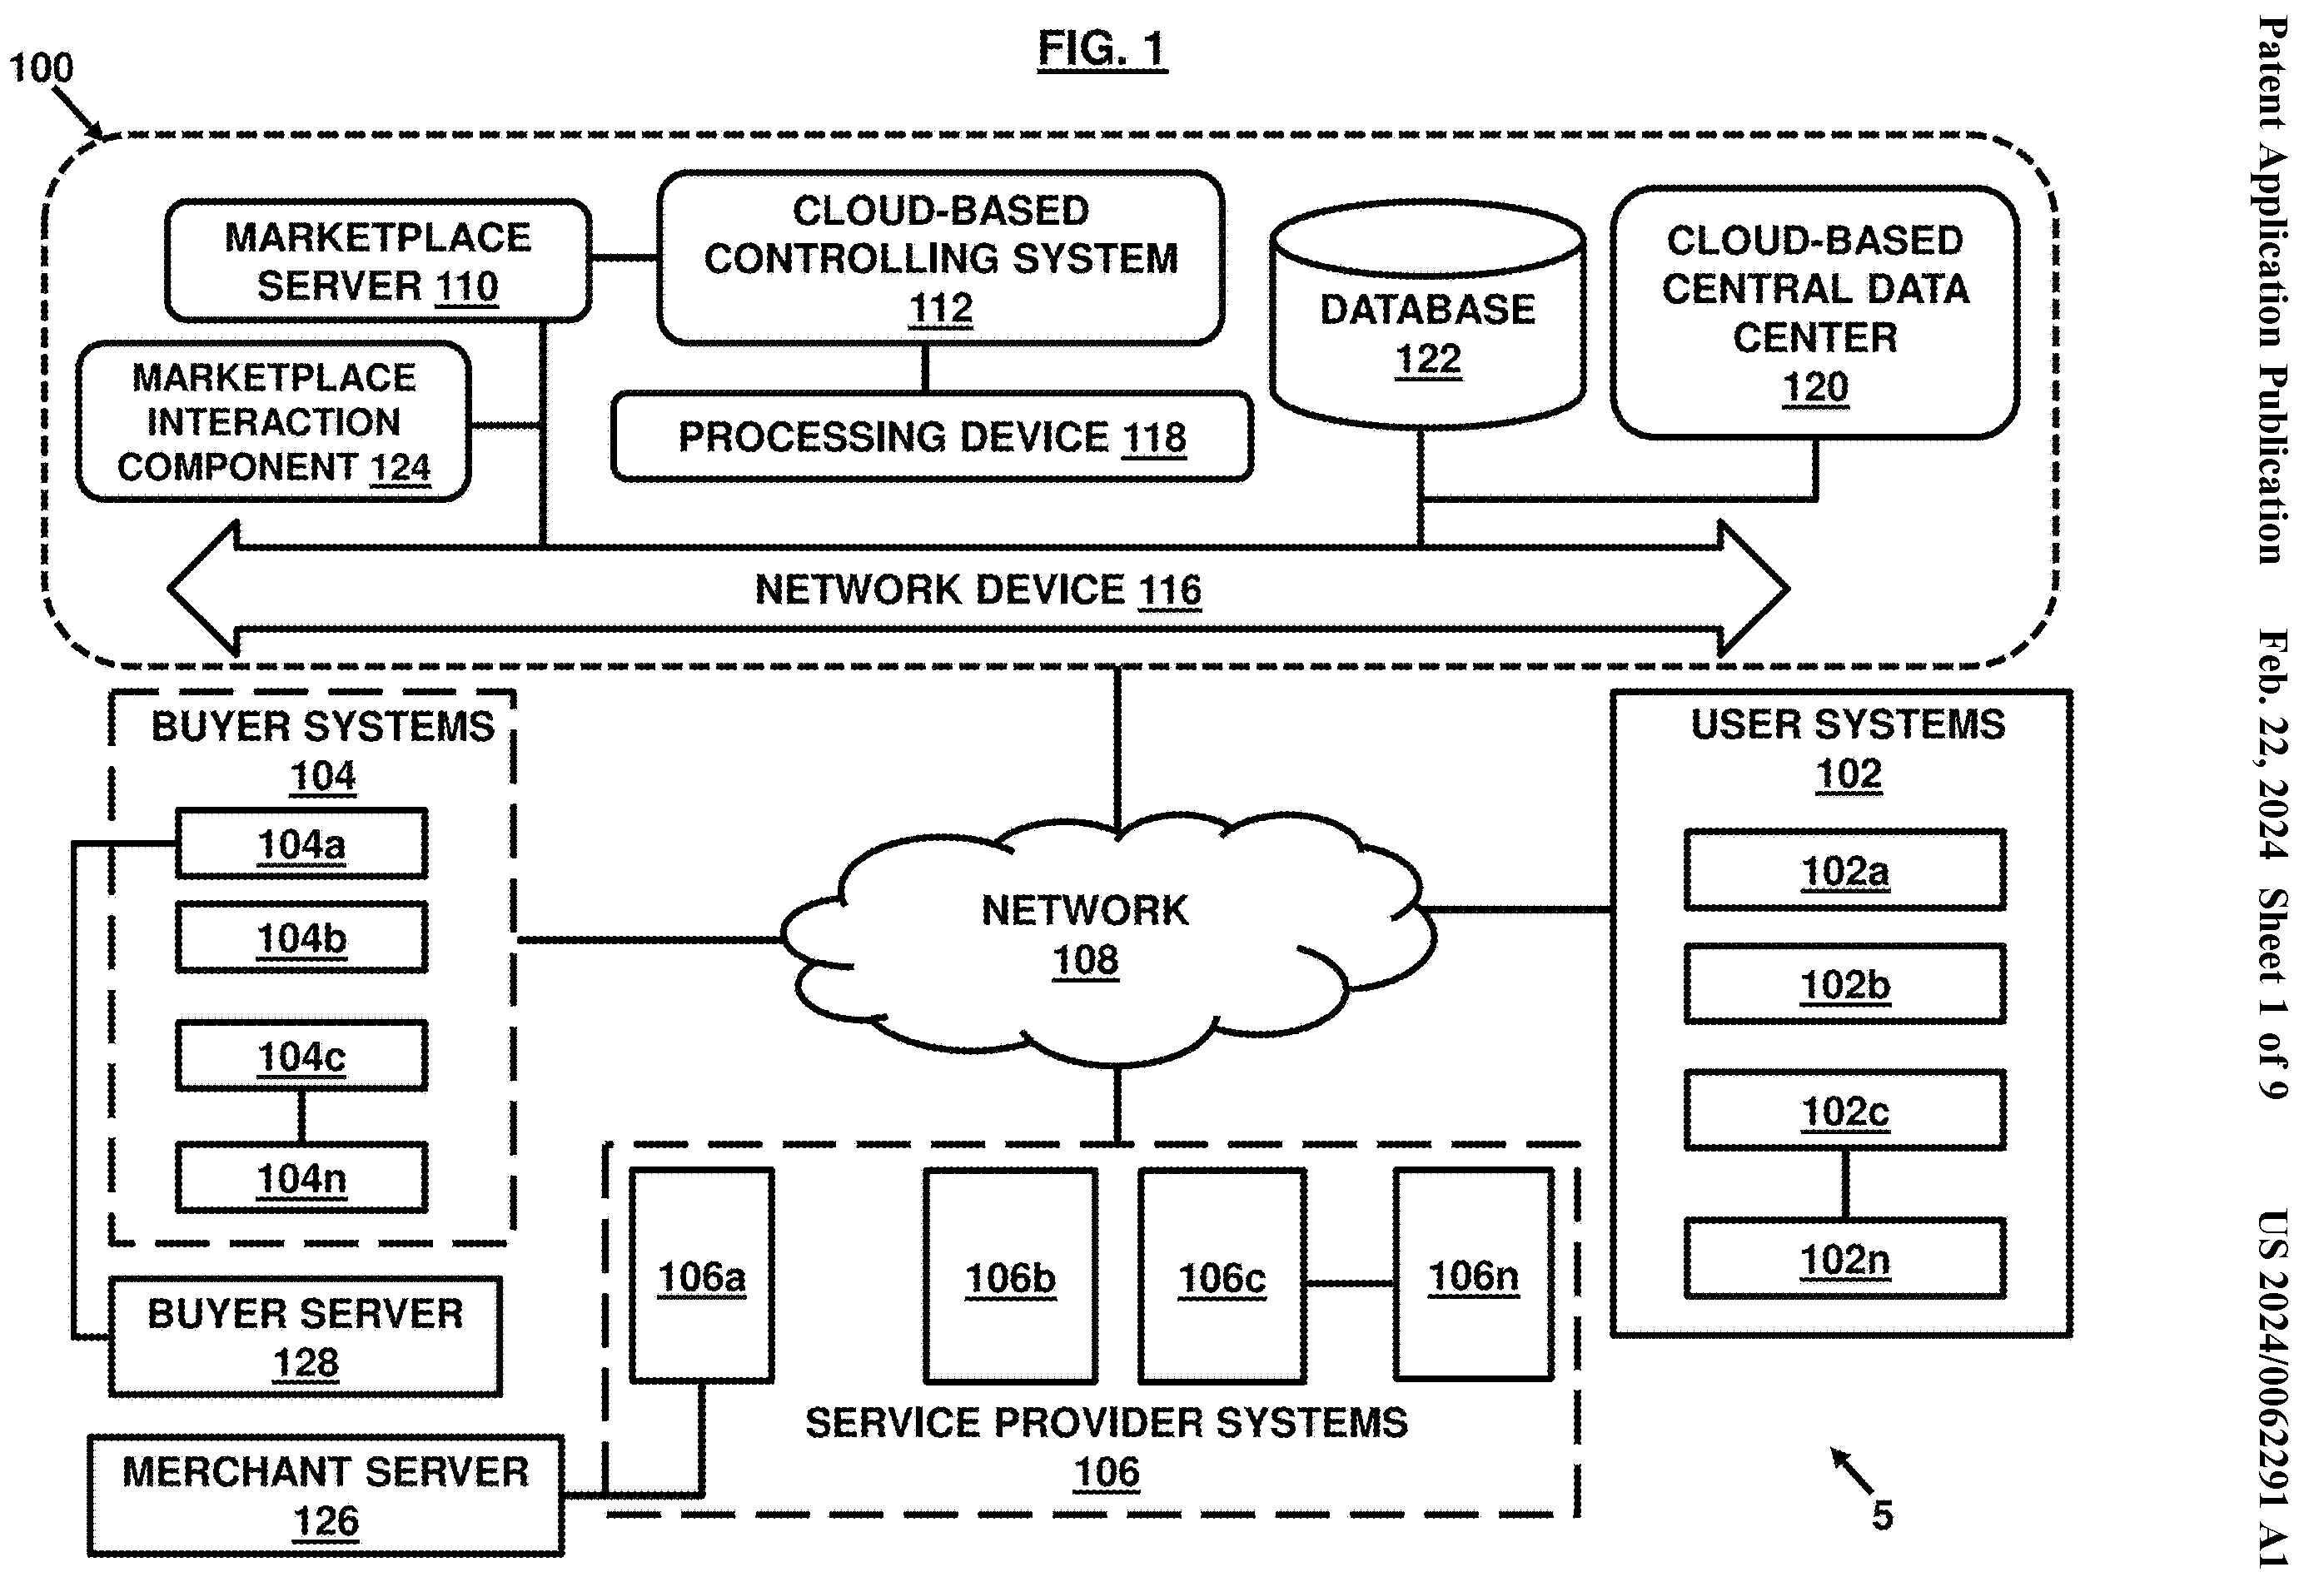 FIG. 1
100
MARKETPLACE
SERVER 110
CLOUD-BASED
CONTROLLING SYSTEM
112
DATABASE
122
CLOUD-BASED
CENTRAL DATA
CENTER
120
MARKETPLACE
INTERACTION
COMPONENT 124
PROCESSING DEVICE 118
NETWORK DEVICE 116
BUYER SYSTEMS
104
104a
104b
104c
104n
NETWORK
108
USER SYSTEMS
102
102a
102b
102c
102n
BUYER SERVER
128
MERCHANT SERVER
126
106a
106b
106c
106n
SERVICE PROVIDER SYSTEMS
106
5
Patent Application Publication Feb. 22, 2024 Sheet 1 of 9 US 2024/0062291 A1